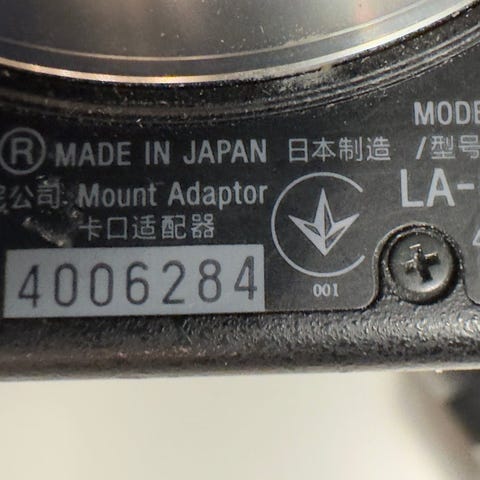 MODE
® MADE IN JAPAN 日本制造 /型号
公司 Mount Adaptor LA-
卡口适配器
4006284
001